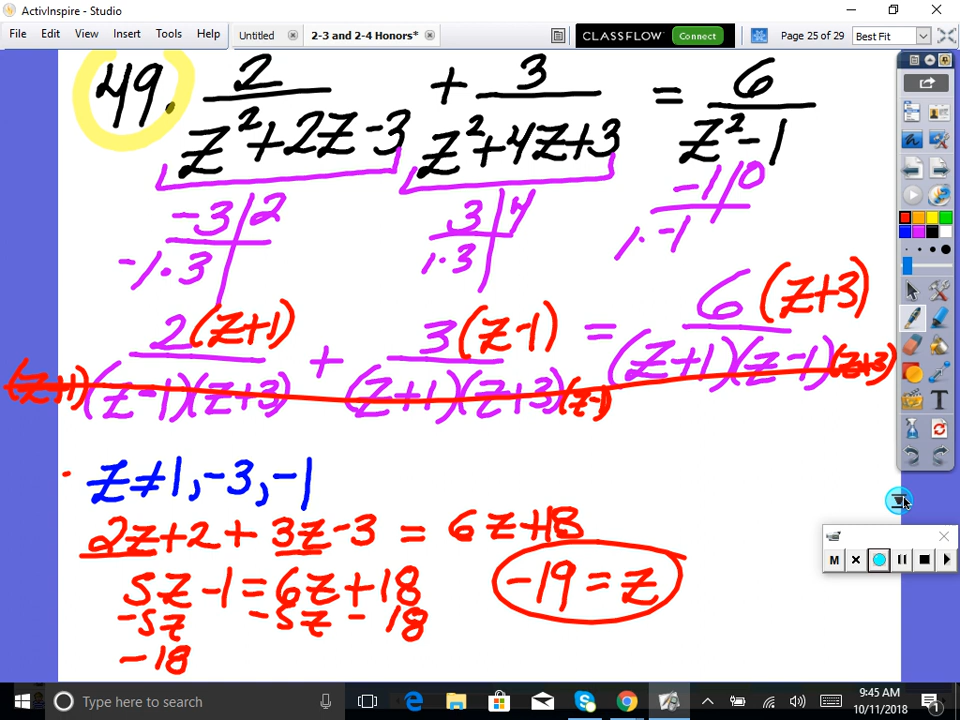 ActivInspire - Studio
File Edit View Insert Tools Help Untitled 2-3 and 2-4 Honors* CLASSFLOW Connect Page 25 of 29 Best Fit
49. 2 + 3 = 6
z²+2z-3 z²+4z+3 z²-1
-3 2 3 4 -1 0
-1·3 1·3 1·-1
2(z+1) + 3(z-1) = 6(z+3)
(z+1)(z-1)(z+3) (z+1)(z+3)(z-1) (z+1)(z-1)(z+3)
z≠1,-3,-1
2z+2+3z-3=6z+18
5z-1=6z+18 -19=z
-5z -5z-18
-18
M
T
Type here to search
9:45 AM
10/11/2018
1